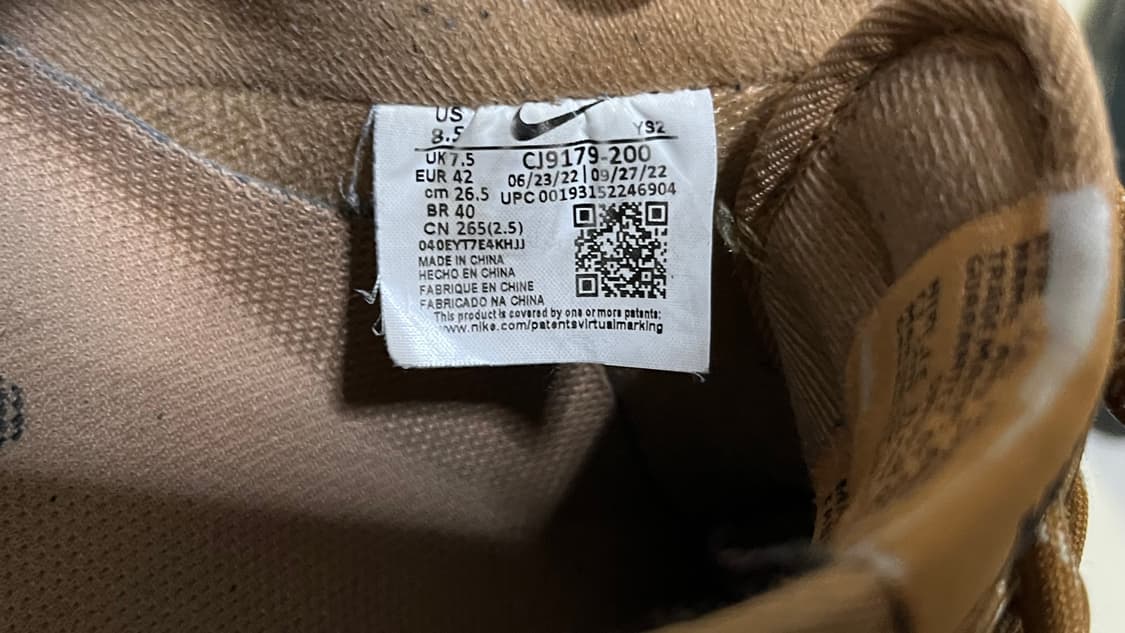 US
8.5
YS2
UK 7.5
CJ9179-200
EUR 42
06/23/22 | 09/27/22
cm 26.5
UPC 00193152246904
BR 40
CN 265(2.5)
040EYT7E4KHJJ
MADE IN CHINA
HECHO EN CHINA
FABRIQUE EN CHINE
FABRICADO NA CHINA
This product is covered by one or more patents:
www.nike.com/patentsvirtualmarking